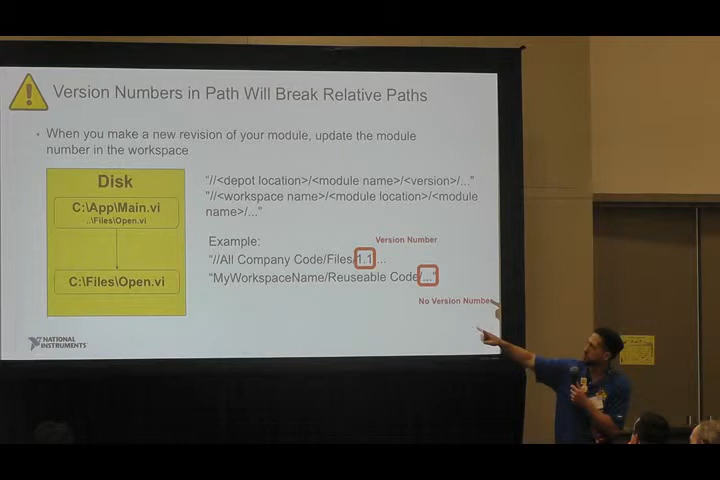 Version Numbers in Path Will Break Relative Paths
• When you make a new revision of your module, update the module
number in the workspace
Disk
C:\App\Main.vi
..\Files\Open.vi
C:\Files\Open.vi
"//<depot location>/<module name>/<version>/..."
"//<workspace name>/<module location>/<module
name>/..."
Example:
Version Number
"//All Company Code/Files/1.1/...
"MyWorkspaceName/Reuseable Code/..."
No Version Number
NATIONAL
INSTRUMENTS